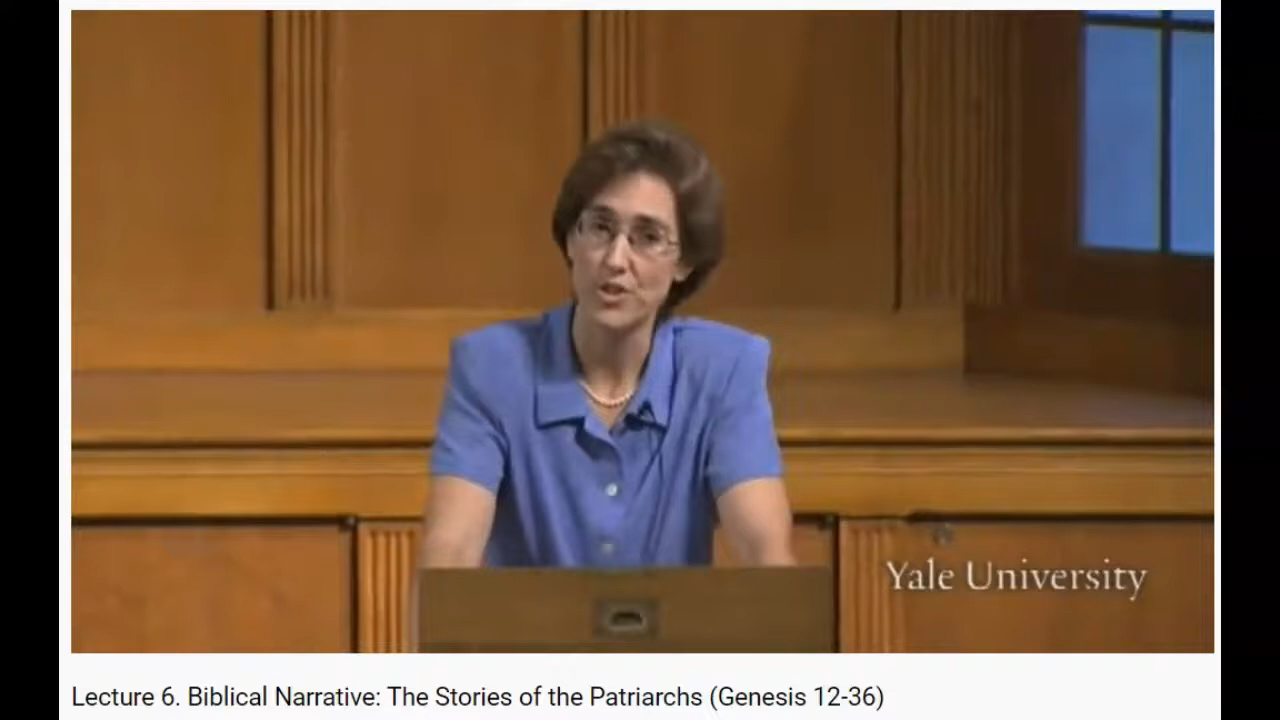 Yale University
Lecture 6. Biblical Narrative: The Stories of the Patriarchs (Genesis 12-36)